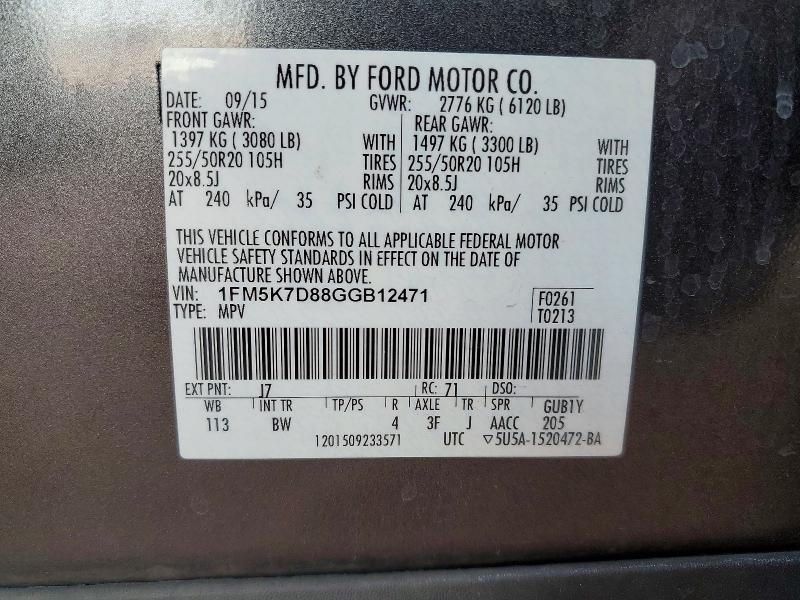 MFD. BY FORD MOTOR CO.
DATE: 09/15 GVWR: 2776 KG ( 6120 LB)
FRONT GAWR: REAR GAWR:
1397 KG ( 3080 LB) WITH 1497 KG ( 3300 LB) WITH
255/50R20 105H TIRES 255/50R20 105H TIRES
20x8.5J RIMS 20x8.5J RIMS
AT 240 kPa/ 35 PSI COLD AT 240 kPa/ 35 PSI COLD
THIS VEHICLE CONFORMS TO ALL APPLICABLE FEDERAL MOTOR
VEHICLE SAFETY STANDARDS IN EFFECT ON THE DATE OF
MANUFACTURE SHOWN ABOVE.
VIN: 1FM5K7D88GGB12471 F0261
TYPE: MPV T0213
EXT PNT: J7 RC: 71 DSO:
WB INT TR TP/PS R AXLE TR SPR GUB1Y
113 BW 4 3F J AACC 205
1201509233571 UTC ▽5U5A-1520472-BA